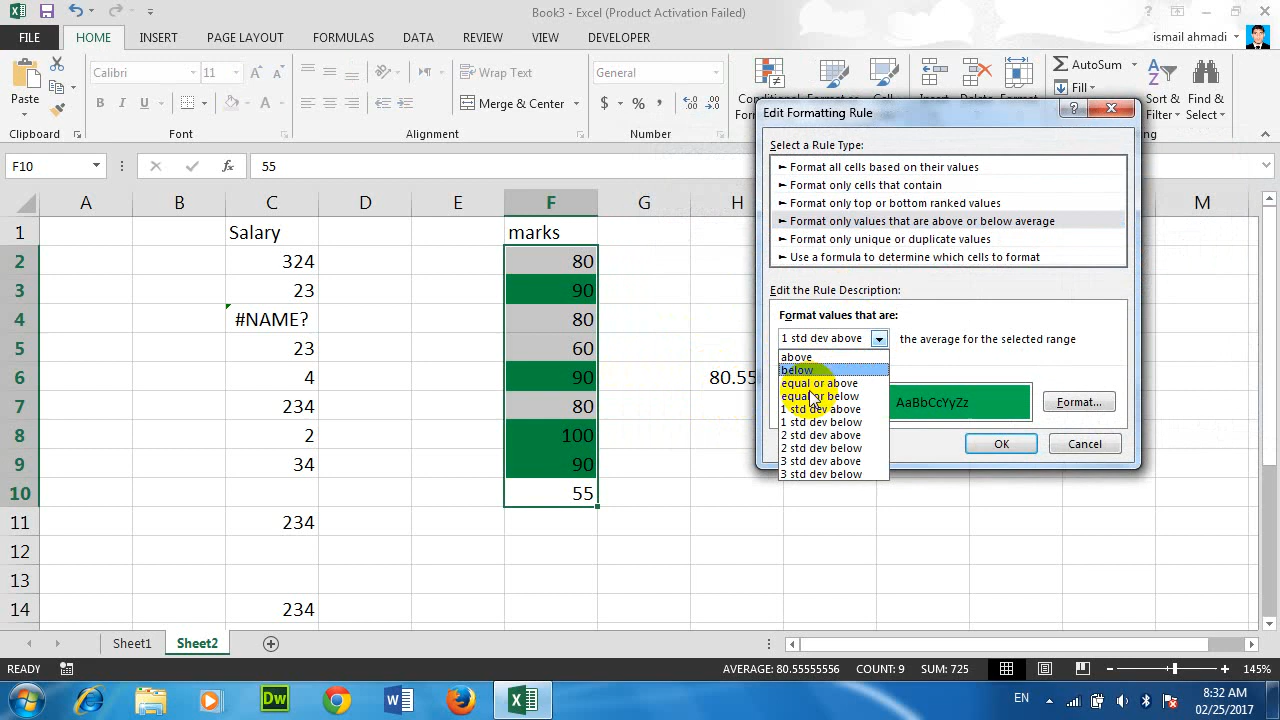 Book3 - Excel (Product Activation Failed)
FILE HOME INSERT PAGE LAYOUT FORMULAS DATA REVIEW VIEW DEVELOPER ismail ahmadi
Calibri 11 Wrap Text General AutoSum
Paste B I U Merge & Center $ % , Fill Sort & Find &
Filter Select
Clipboard Font Alignment Number
F10 55
A B C D E F G H M
1 Salary marks
2 324 80
3 23 90
4 #NAME? 80
5 23 60
6 4 90 80.55
7 234 80
8 2 100
9 34 90
10 55
11 234
12
13
14 234
Edit Formatting Rule
Select a Rule Type:
► Format all cells based on their values
► Format only cells that contain
► Format only top or bottom ranked values
► Format only values that are above or below average
► Format only unique or duplicate values
► Use a formula to determine which cells to format
Edit the Rule Description:
Format values that are:
1 std dev above the average for the selected range
above
below
equal or above
equal or below
1 std dev above
1 std dev below
2 std dev above
2 std dev below
3 std dev above
3 std dev below
AaBbCcYyZz Format...
OK Cancel
Sheet1 Sheet2
READY AVERAGE: 80.55555556 COUNT: 9 SUM: 725 145%
Dw EN 8:32 AM
02/25/2017